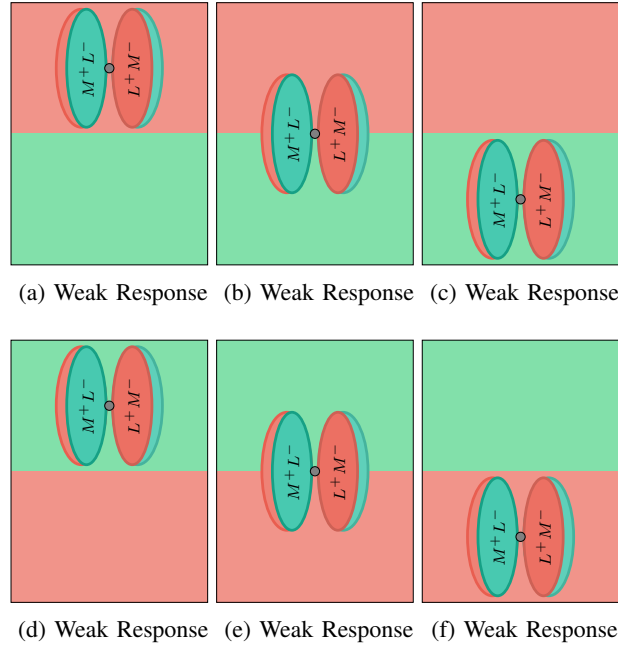 M⁺L⁻ L⁺M⁻ M⁺L⁻ L⁺M⁻ M⁺L⁻ L⁺M⁻
(a) Weak Response (b) Weak Response (c) Weak Response
M⁺L⁻ L⁺M⁻ M⁺L⁻ L⁺M⁻ M⁺L⁻ L⁺M⁻
(d) Weak Response (e) Weak Response (f) Weak Response